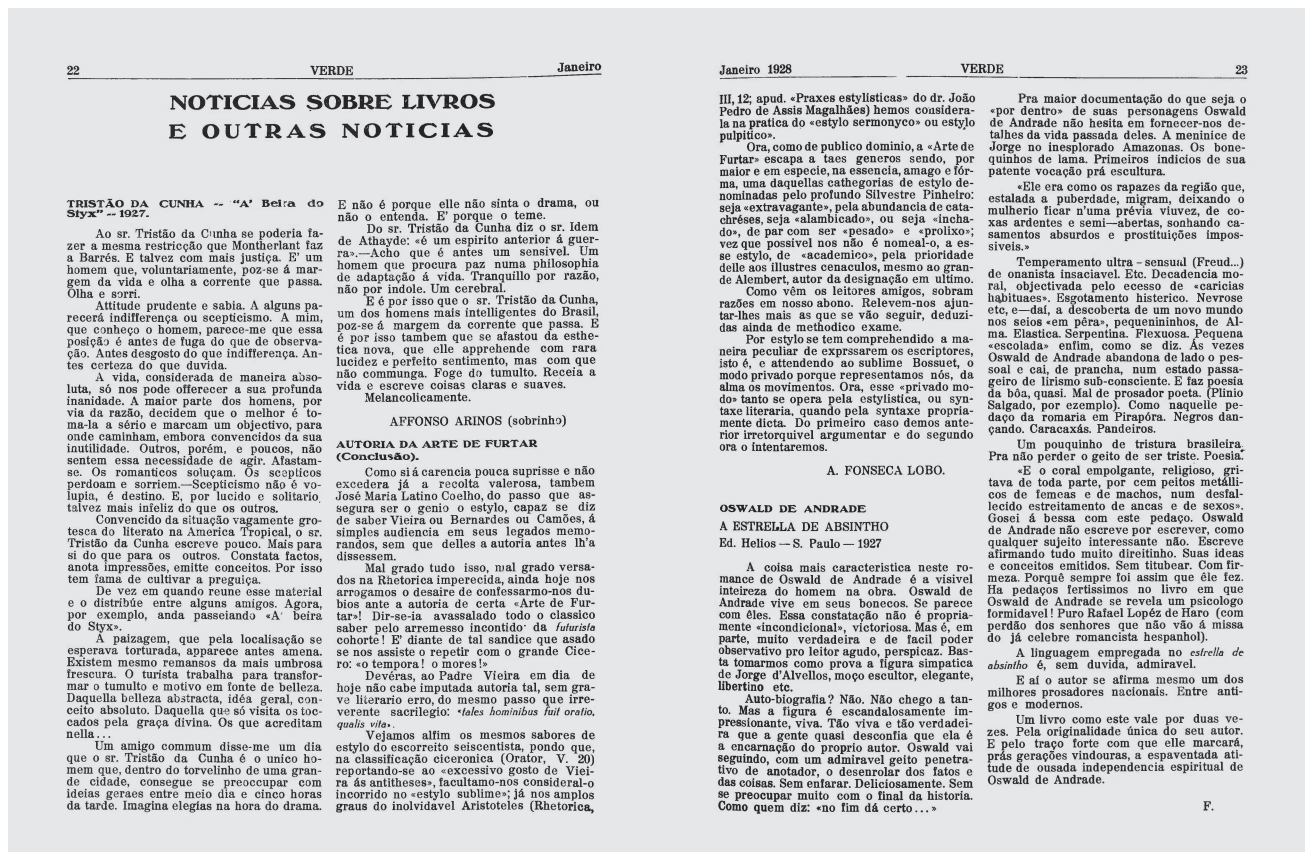 22
VERDE
Janeiro
NOTICIAS SOBRE LIVROS
E OUTRAS NOTICIAS
TRISTÃO DA CUNHA -- "A' Beira do
Styx" -- 1927.
Ao sr. Tristão da Cunha se poderia fa-
zer a mesma restricção que Montherlant faz
a Barrés. E talvez com mais justiça. E' um
homem que, voluntariamente, poz-se á mar-
gem da vida e olha a corrente que passa.
Olha e sorri.
Attitude prudente e sabia. A alguns pa-
recerá indifferença ou scepticismo. A mim,
que conheço o homem, parece-me que essa
posição é antes de fuga do que de observa-
ção. Antes desgosto do que indifferença. An-
tes certeza do que duvida.
A vida, considerada de maneira abso-
luta, só nos pode offerecer a sua profunda
inanidade. A maior parte dos homens, por
via da razão, decidem que o melhor é to-
ma-la a sério e marcam um objectivo, para
onde caminham, embora convencidos da sua
inutilidade. Outros, porém, e poucos, não
sentem essa necessidade de agir. Afastam-
se. Os romanticos soluçam. Os scepticos
perdoam e sorriem.—Scepticismo não é vo-
lupia, é destino. E, por lucido e solitario,
talvez mais infeliz do que os outros.
Convencido da situação vagamente gro-
tesca do literato na America Tropical, o sr.
Tristão da Cunha escreve pouco. Mais para
si do que para os outros. Constata factos,
anota impressões, emitte conceitos. Por isso
tem fama de cultivar a preguiça.
De vez em quando reune esse material
e o distribúe entre alguns amigos. Agora,
por exemplo, anda passeiando «A' beira
do Styx».
A paizagem, que pela localisação se
esperava torturada, apparece antes amena.
Existem mesmo remansos da mais umbrosa
frescura. O turista trabalha para transfor-
mar o tumulto e motivo em fonte de belleza.
Daquella belleza abstracta, idéa geral, con-
ceito absoluto. Daquella que só visita os toc-
cados pela graça divina. Os que acreditam
nella...
Um amigo commum disse-me um dia
que o sr. Tristão da Cunha é o unico ho-
mem que, dentro do torvelinho de uma gran-
de cidade, consegue se preoccupar com
ideias geraes entre meio dia e cinco horas
da tarde. Imagina elegias na hora do drama.
E não é porque elle não sinta o drama, ou
não o entenda. E' porque o teme.
Do sr. Tristão da Cunha diz o sr. Idem
de Athayde: «é um espirito anterior á guer-
ra».—Acho que é antes um sensivel. Um
homem que procura paz numa philosophia
de adaptação á vida. Tranquillo por razão,
não por indole. Um cerebral.
E é por isso que o sr. Tristão da Cunha,
um dos homens mais intelligentes do Brasil,
poz-se á margem da corrente que passa. E
é por isso tambem que se afastou da esthe-
tica nova, que elle apprehende com rara
lucidez e perfeito sentimento, mas com que
não communga. Foge do tumulto. Receia a
vida e escreve coisas claras e suaves.
Melancolicamente.
AFFONSO ARINOS (sobrinho)
AUTORIA DA ARTE DE FURTAR
(Conclusão).
Como si á carencia pouca suprisse e não
excedera já a recolta valerosa, tambem
José Maria Latino Coelho, do passo que as-
segura ser o genio o estylo, capaz se diz
de saber Vieira ou Bernardes ou Camões, á
simples audiencia em seus legados memo-
randos, sem que delles a autoria antes lh'a
dissessem.
Mal grado tudo isso, mal grado versa-
dos na Rhetorica imperecida, ainda hoje nos
arrogamos o desaire de confessarmo-nos du-
bios ante a autoria de certa «Arte de Fur-
tar»! Dir-se-ia avassalado todo o classico
saber pelo arremesso incontido da futurista
cohorte! E' diante de tal sandice que asado
se nos assiste o repetir com o grande Cice-
ro: «o tempora! o mores!»
Devéras, ao Padre Vieira em dia de
hoje não cabe imputada autoria tal, sem gra-
ve literario erro, do mesmo passo que irre-
verente sacrilegio: «tales hominibus fuit oratio,
qualis vita».
Vejamos alfim os mesmos sabores de
estylo do escorreito seiscentista, pondo que,
na classificação ciceronica (Orator, V. 20)
reportando-se ao «excessivo gosto de Viei-
ra ás antitheses», facultamo-nos consideral-o
incorrido no «estylo sublime»; já nos amplos
graus do inolvidavel Aristoteles (Rhetorica,
Janeiro 1928
VERDE
23
III, 12; apud. «Praxes estylisticas» do dr. João
Pedro de Assis Magalhães) hemos considera-
la na pratica do «estylo sermonyco» ou estylo
pulpitico».
Ora, como de publico dominio, a «Arte de
Furtar» escapa a taes generos sendo, por
maior e em especie, na essencia, amago e fór-
ma, uma daquellas cathegorias de estylo de-
nominadas pelo profundo Silvestre Pinheiro:
seja «extravagante», pela abundancia de cata-
chréses, seja «alambicado», ou seja «incha-
do», de par com ser «pesado» e «prolixo»;
vez que possivel nos não é nomeal-o, a es-
se estylo, de «academico», pela prioridade
delle aos illustres cenaculos, mesmo ao gran-
de Alembert, autor da designação em ultimo.
Como vêm os leitores amigos, sobram
razões em nosso abono. Relevem-nos ajun-
tar-lhes mais as que se vão seguir, deduzi-
das ainda de methodico exame.
Por estylo se tem comprehendido a ma-
neira peculiar de exprssarem os escriptores,
isto é, e attendendo ao sublime Bossuet, o
modo privado porque representamos nós, da
alma os movimentos. Ora, esse «privado mo-
do» tanto se opera pela estylistica, ou syn-
taxe literaria, quando pela syntaxe propria-
mente dicta. Do primeiro caso demos ante-
rior irretorquivel argumentar e do segundo
ora o intentaremos.
A. FONSECA LOBO.
OSWALD DE ANDRADE
A ESTRELLA DE ABSINTHO
Ed. Helios — S. Paulo — 1927
A coisa mais caracteristica neste ro-
mance de Oswald de Andrade é a visivel
inteireza do homem na obra. Oswald de
Andrade vive em seus bonecos. Se parece
com êles. Essa constatação não é propria-
mente «incondicional», victoriosa. Mas é, em
parte, muito verdadeira e de facil poder
observativo pro leitor agudo, perspicaz. Bas-
ta tomarmos como prova a figura simpatica
de Jorge d'Alvellos, moço escultor, elegante,
libertino etc.
Auto-biografia? Não. Não chego a tan-
to. Mas a figura é escandalosamente im-
pressionante, viva. Tão viva e tão verdadei-
ra que a gente quasi desconfia que ela é
a encarnação do proprio autor. Oswald vai
seguindo, com um admiravel geito penetra-
tivo de anotador, o desenrolar dos fatos e
das coisas. Sem enfarar. Deliciosamente. Sem
se preocupar muito com o final da historia.
Como quem diz: «no fim dá certo...»
Pra maior documentação do que seja o
«por dentro» de suas personagens Oswald
de Andrade não hesita em fornecer-nos de-
talhes da vida passada deles. A meninice de
Jorge no inesplorado Amazonas. Os bone-
quinhos de lama. Primeiros indicios de sua
patente vocação prá escultura.
«Ele era como os rapazes da região que,
estalada a puberdade, migram, deixando o
mulherio ficar n'uma prévia viuvez, de co-
xas ardentes e semi—abertas, sonhando ca-
samentos absurdos e prostituições impos-
siveis.»
Temperamento ultra - sensual (Freud...)
de onanista insaciavel. Etc. Decadencia mo-
ral, objectivada pelo ecesso de «caricias
habituaes». Esgotamento histerico. Nevrose
etc, e—daí, a descoberta de um novo mundo
nos seios «em pêra», pequenininhos, de Al-
ma. Elastica. Serpentina. Flexuosa. Pequena
«escolada» enfim, como se diz. Ás vezes
Oswald de Andrade abandona de lado o pes-
soal e cai, de prancha, num estado passa-
geiro de lirismo sub-consciente. E faz poesia
da bôa, quasi. Mal de prosador poeta. (Plinio
Salgado, por ezemplo). Como naquelle pe-
daço da romaria em Pirapóra. Negros dan-
çando. Caracaxás. Pandeiros.
Um pouquinho de tristura brasileira.
Pra não perder o geito de ser triste. Poesia.
«E o coral empolgante, religioso, gri-
tava de toda parte, por cem peitos metálli-
cos de femeas e de machos, num desfal-
lecido estreitamento de ancas e de sexos».
Gosei á bessa com este pedaço. Oswald
de Andrade não escreve por escrever, como
qualquer sujeito interessante não. Escreve
afirmando tudo muito direitinho. Suas ideas
e conceitos emitidos. Sem titubear. Com fir-
meza. Porquê sempre foi assim que êle fez.
Ha pedaços fertissimos no livro em que
Oswald de Andrade se revela um psicologo
formidavel! Puro Rafael Lopéz de Haro (com
perdão dos senhores que não vão á missa
do já celebre romancista hespanhol).
A linguagem empregada no estrella de
absintho é, sem duvida, admiravel.
E aí o autor se afirma mesmo um dos
milhores prosadores nacionais. Entre anti-
gos e modernos.
Um livro como este vale por duas ve-
zes. Pela originalidade única do seu autor.
E pelo traço forte com que elle marcará,
prás gerações vindouras, a espaventada ati-
tude de ousada independencia espiritual de
Oswald de Andrade.
F.